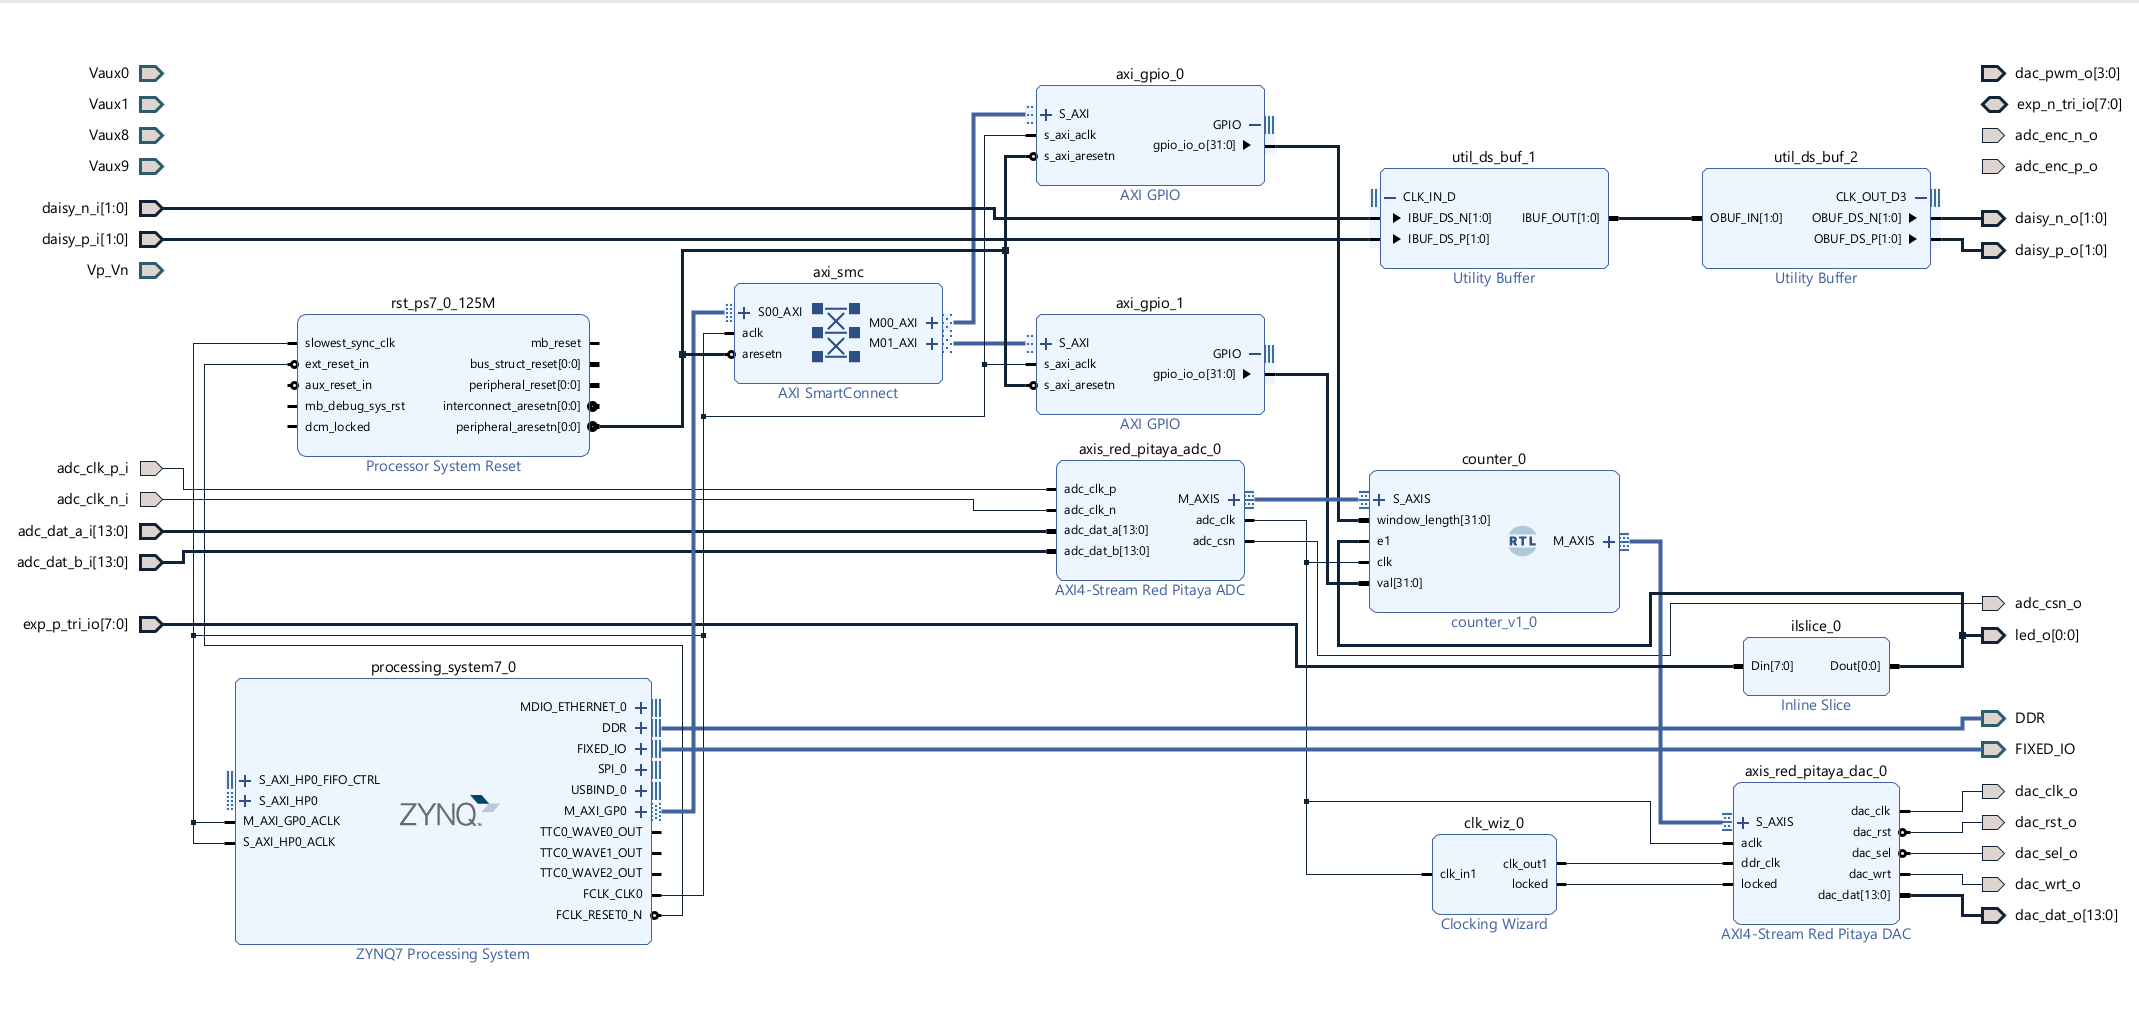 Vaux0
Vaux1
Vaux8
Vaux9
daisy_n_i[1:0]
daisy_p_i[1:0]
Vp_Vn
adc_clk_p_i
adc_clk_n_i
adc_dat_a_i[13:0]
adc_dat_b_i[13:0]
exp_p_tri_io[7:0]
rst_ps7_0_125M
slowest_sync_clk
ext_reset_in
aux_reset_in
mb_debug_sys_rst
dcm_locked
mb_reset
bus_struct_reset[0:0]
peripheral_reset[0:0]
interconnect_aresetn[0:0]
peripheral_aresetn[0:0]
Processor System Reset
processing_system7_0
S_AXI_HP0_FIFO_CTRL
S_AXI_HP0
M_AXI_GP0_ACLK
S_AXI_HP0_ACLK
ZYNQ
MDIO_ETHERNET_0
DDR
FIXED_IO
SPI_0
USBIND_0
M_AXI_GP0
TTC0_WAVE0_OUT
TTC0_WAVE1_OUT
TTC0_WAVE2_OUT
FCLK_CLK0
FCLK_RESET0_N
ZYNQ7 Processing System
axi_smc
S00_AXI
aclk
aresetn
M00_AXI
M01_AXI
AXI SmartConnect
axi_gpio_0
S_AXI
s_axi_aclk
s_axi_aresetn
GPIO
gpio_io_o[31:0]
AXI GPIO
axi_gpio_1
S_AXI
s_axi_aclk
s_axi_aresetn
GPIO
gpio_io_o[31:0]
AXI GPIO
axis_red_pitaya_adc_0
adc_clk_p
adc_clk_n
adc_dat_a[13:0]
adc_dat_b[13:0]
M_AXIS
adc_clk
adc_csn
AXI4-Stream Red Pitaya ADC
util_ds_buf_1
CLK_IN_D
IBUF_DS_N[1:0]
IBUF_DS_P[1:0]
IBUF_OUT[1:0]
Utility Buffer
util_ds_buf_2
OBUF_IN[1:0]
CLK_OUT_D3
OBUF_DS_N[1:0]
OBUF_DS_P[1:0]
Utility Buffer
counter_0
S_AXIS
window_length[31:0]
e1
clk
val[31:0]
RTL
M_AXIS
counter_v1_0
ilslice_0
Din[7:0]
Dout[0:0]
Inline Slice
clk_wiz_0
clk_in1
clk_out1
locked
Clocking Wizard
axis_red_pitaya_dac_0
S_AXIS
aclk
ddr_clk
locked
dac_clk
dac_rst
dac_sel
dac_wrt
dac_dat[13:0]
AXI4-Stream Red Pitaya DAC
dac_pwm_o[3:0]
exp_n_tri_io[7:0]
adc_enc_n_o
adc_enc_p_o
daisy_n_o[1:0]
daisy_p_o[1:0]
adc_csn_o
led_o[0:0]
DDR
FIXED_IO
dac_clk_o
dac_rst_o
dac_sel_o
dac_wrt_o
dac_dat_o[13:0]